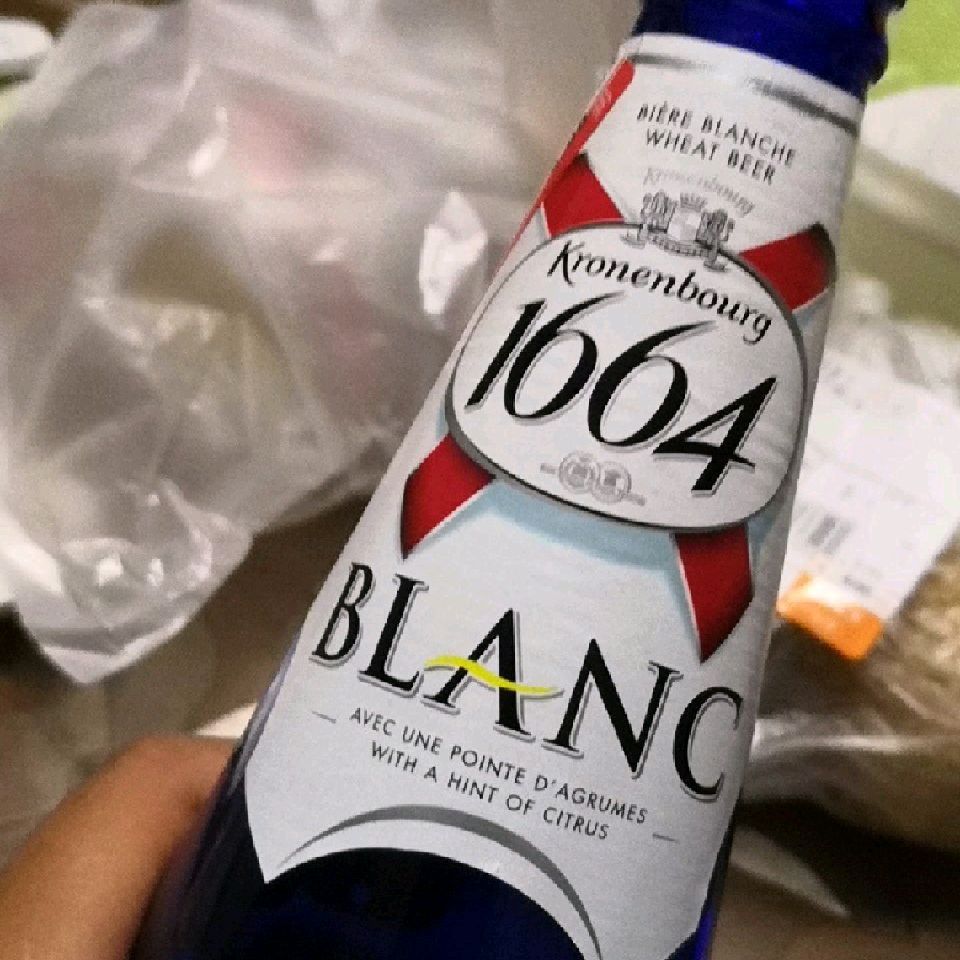 BIÈRE BLANCHE
WHEAT BEER
Kronenbourg
Kronenbourg
1664
BLANC
AVEC UNE POINTE D'AGRUMES
WITH A HINT OF CITRUS